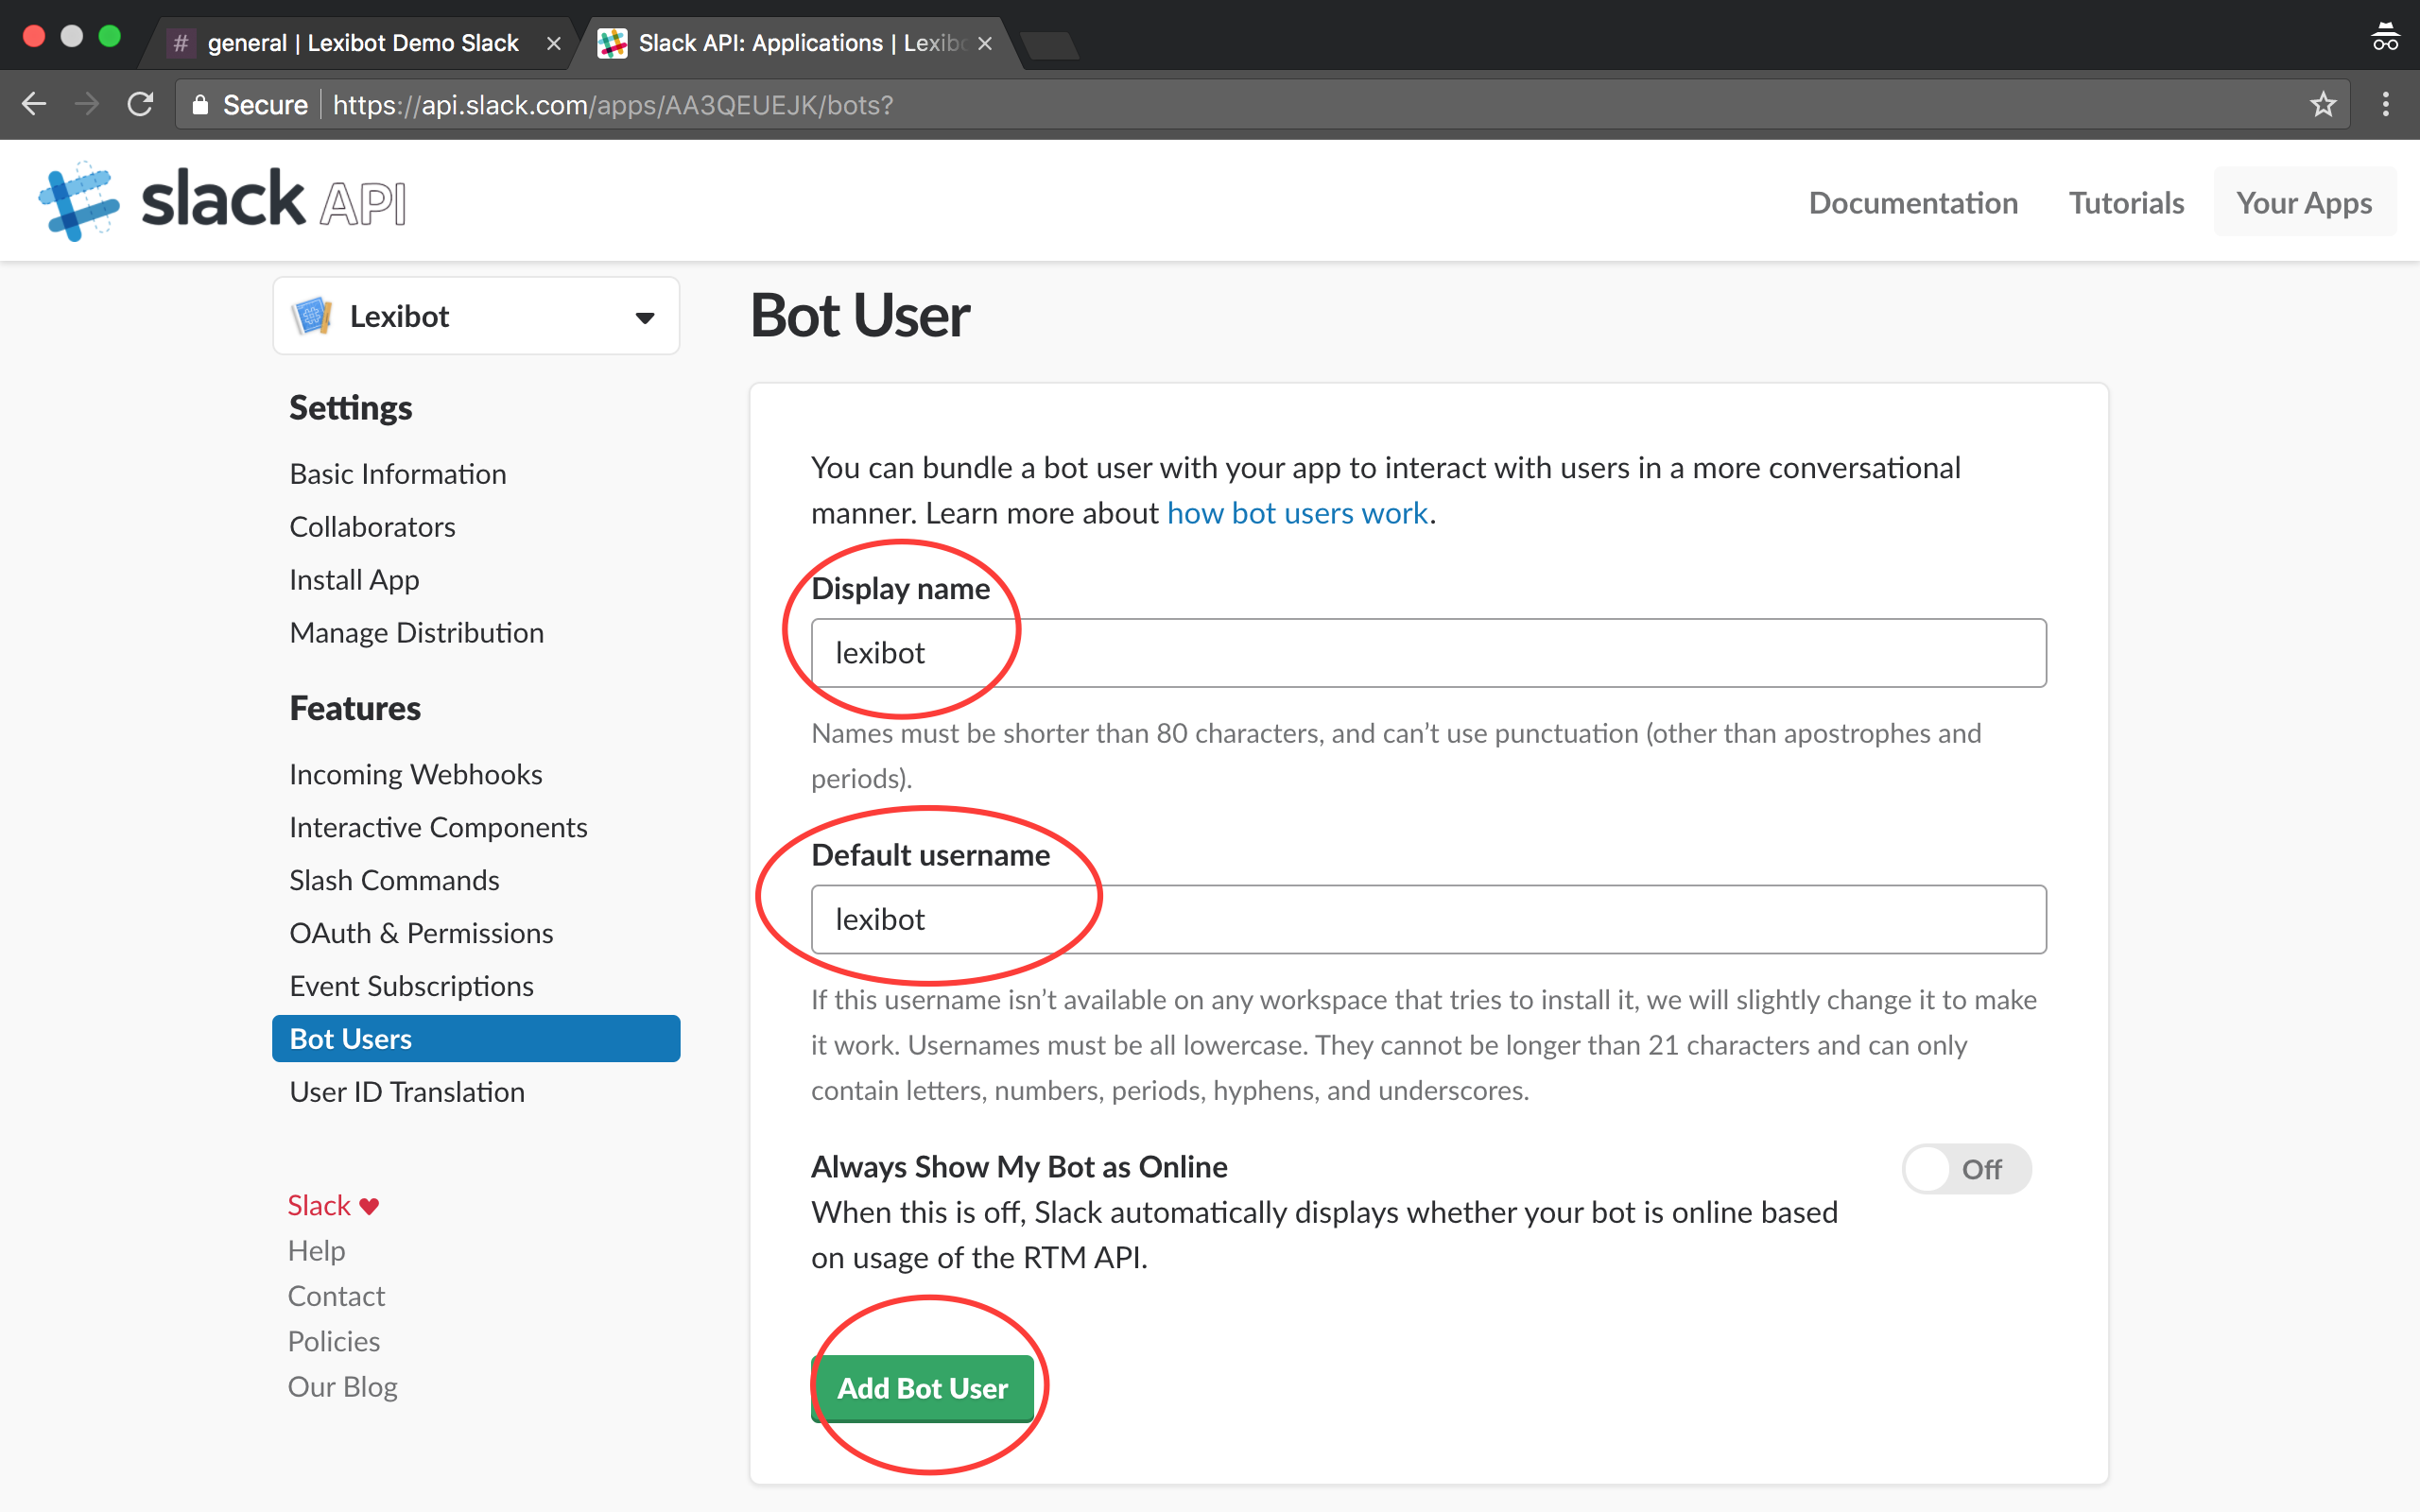 # general | Lexibot Demo Slack ×
Slack API: Applications | Lexibo ×
Secure | https://api.slack.com/apps/AA3QEUEJK/bots?
slack API
Documentation
Tutorials
Your Apps
Lexibot
Settings
Basic Information
Collaborators
Install App
Manage Distribution
Features
Incoming Webhooks
Interactive Components
Slash Commands
OAuth & Permissions
Event Subscriptions
Bot Users
User ID Translation
Slack ♥
Help
Contact
Policies
Our Blog
Bot User
You can bundle a bot user with your app to interact with users in a more conversational
manner. Learn more about how bot users work.
Display name
lexibot
Names must be shorter than 80 characters, and can’t use punctuation (other than apostrophes and
periods).
Default username
lexibot
If this username isn’t available on any workspace that tries to install it, we will slightly change it to make
it work. Usernames must be all lowercase. They cannot be longer than 21 characters and can only
contain letters, numbers, periods, hyphens, and underscores.
Always Show My Bot as Online
Off
When this is off, Slack automatically displays whether your bot is online based
on usage of the RTM API.
Add Bot User